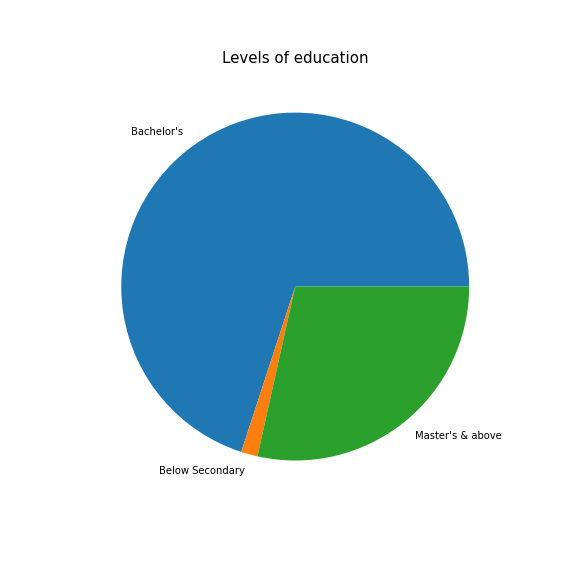 Levels of education
Bachelor's
Below Secondary
Master's & above